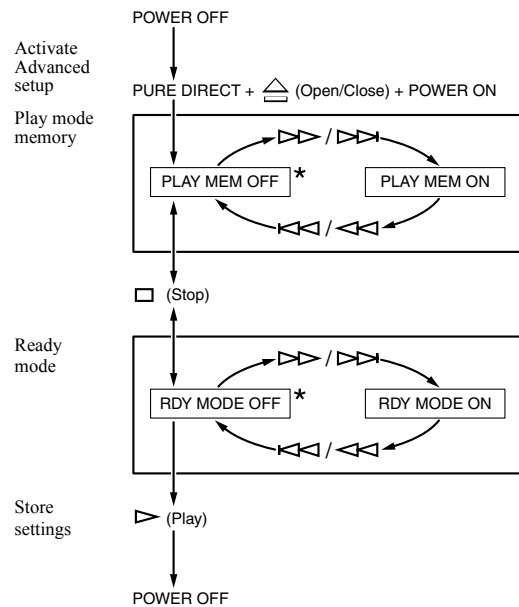 POWER OFF
Activate
Advanced
setup
PURE DIRECT + (Open/Close) + POWER ON
Play mode
memory
/
PLAY MEM OFF *
PLAY MEM ON
/
(Stop)
Ready
mode
/
RDY MODE OFF *
RDY MODE ON
/
Store
settings
(Play)
POWER OFF